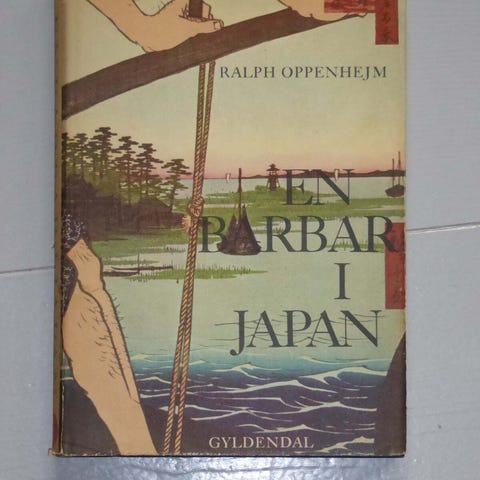 RALPH OPPENHEJM
EN
BARBAR
I
JAPAN
GYLDENDAL